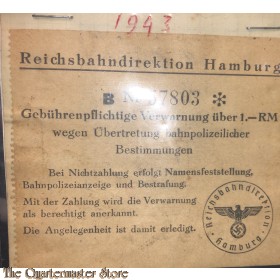 1943
Reichsbahndirektion Hamburg
B No 57803 *
Gebührenpflichtige Verwarnung über 1.—RM
wegen Übertretung bahnpolizeilicher
Bestimmungen
Bei Nichtzahlung erfolgt Namensfeststellung,
Bahnpolizeianzeige und Bestrafung.
Mit der Zahlung wird die Verwarnung
als berechtigt anerkannt.
Die Angelegenheit ist damit erledigt.
Reichsbahndirektion
Hamburg
The Quartermaster Store